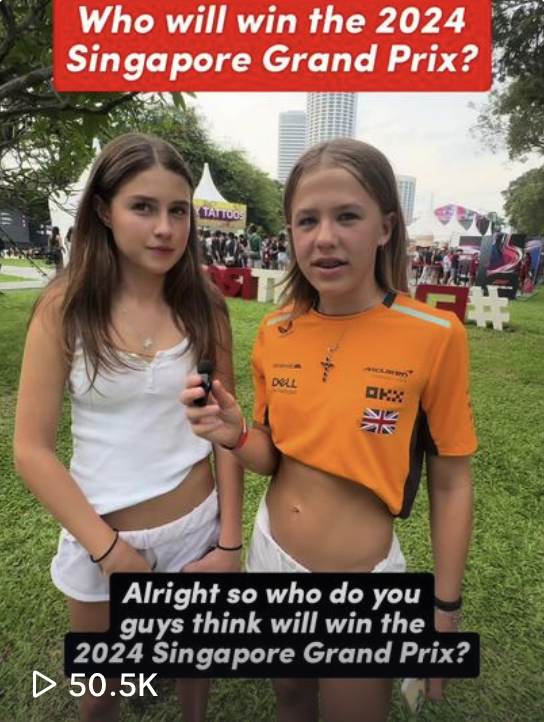 Who will win the 2024
Singapore Grand Prix?
TATTOOS
McLaren
DELL
OKX
#
Alright so who do you
guys think will win the
2024 Singapore Grand Prix?
50.5K